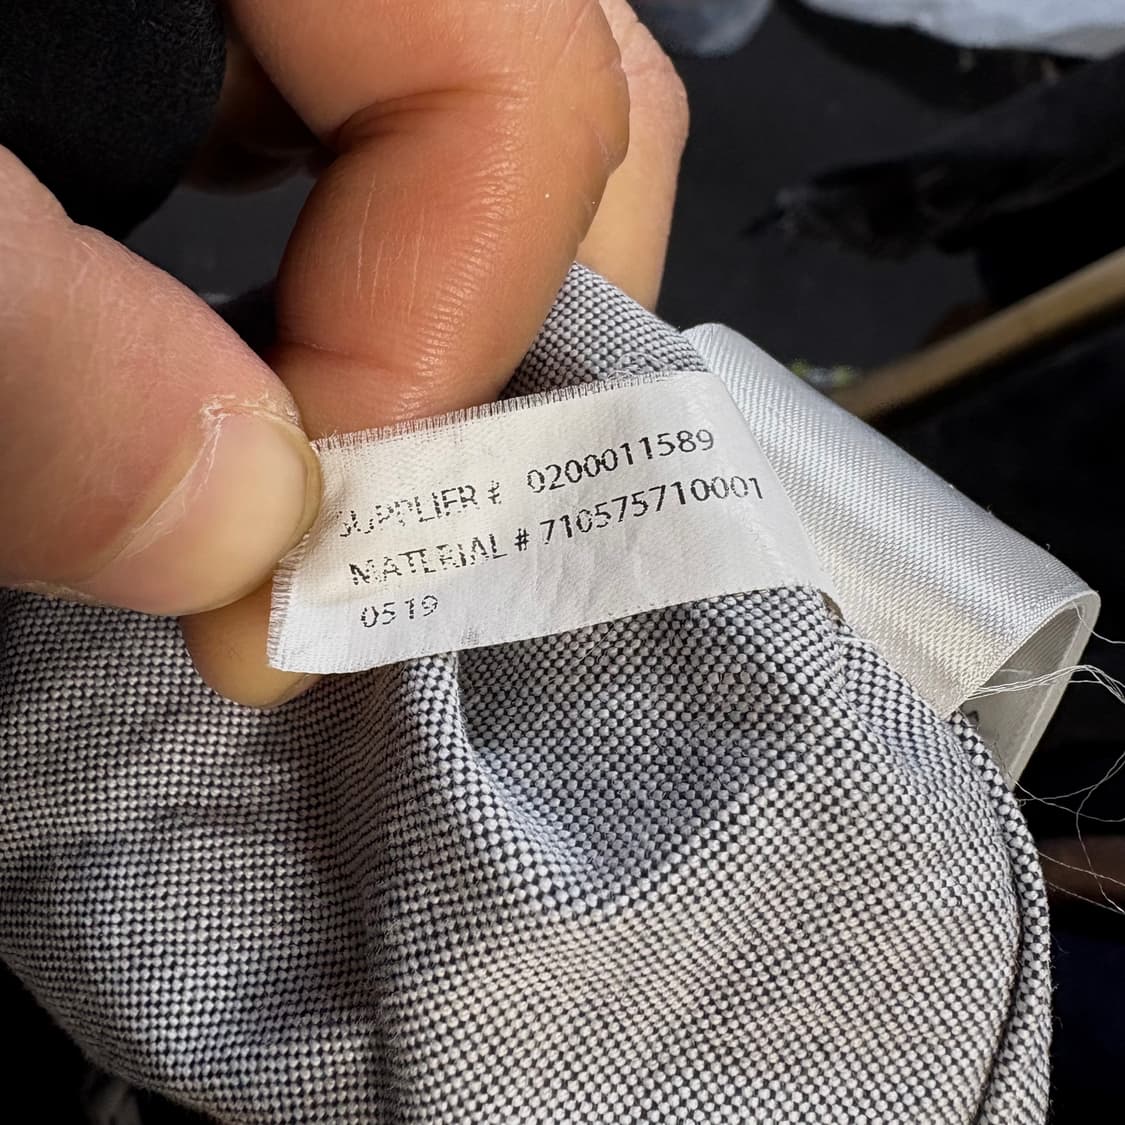 SUPPLIER # 0200011589
MATERIAL # 710575710001
0519